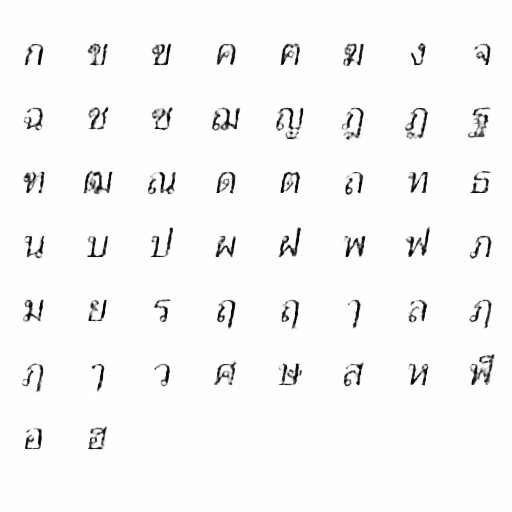 ก ข ฃ ค ฅ ฆ ง จ
ฉ ช ซ ฌ ญ ฎ ฏ ฐ
ฑ ฒ ณ ด ต ถ ท ธ
น บ ป ผ ฝ พ ฟ ภ
ม ย ร ฤ ฤ ๅ ล ฦ
ฦ ๅ ว ศ ษ ส ห ฬ
อ ฮ